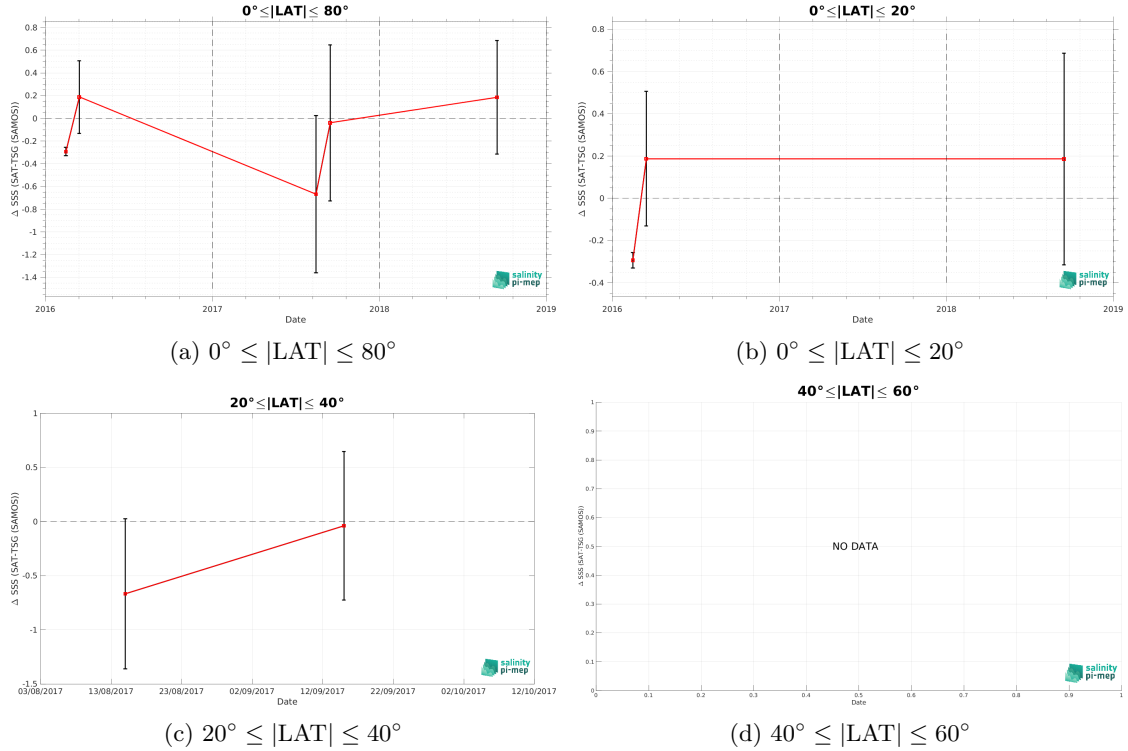 0°≤|LAT|≤ 80°
0.8
0.6
0.4
0.2
0
-0.2
-0.4
-0.6
-0.8
-1
-1.2
-1.4
Δ SSS (SAT-TSG (SAMOS))
2016
2017
2018
2019
Date
salinity
pi-mep
(a) 0° ≤ |LAT| ≤ 80°
0°≤|LAT|≤ 20°
0.8
0.6
0.4
0.2
0
-0.2
-0.4
Δ SSS (SAT-TSG (SAMOS))
2016
2017
2018
2019
Date
salinity
pi-mep
(b) 0° ≤ |LAT| ≤ 20°
20°≤|LAT|≤ 40°
1
0.5
0
-0.5
-1
-1.5
Δ SSS (SAT-TSG (SAMOS))
03/08/2017
13/08/2017
23/08/2017
02/09/2017
12/09/2017
22/09/2017
02/10/2017
12/10/2017
Date
salinity
pi-mep
(c) 20° ≤ |LAT| ≤ 40°
40°≤|LAT|≤ 60°
1
0.9
0.8
0.7
0.6
0.5
0.4
0.3
0.2
0.1
0
Δ SSS (SAT-TSG (SAMOS))
NO DATA
0
0.1
0.2
0.3
0.4
0.5
0.6
0.7
0.8
0.9
1
Date
salinity
pi-mep
(d) 40° ≤ |LAT| ≤ 60°